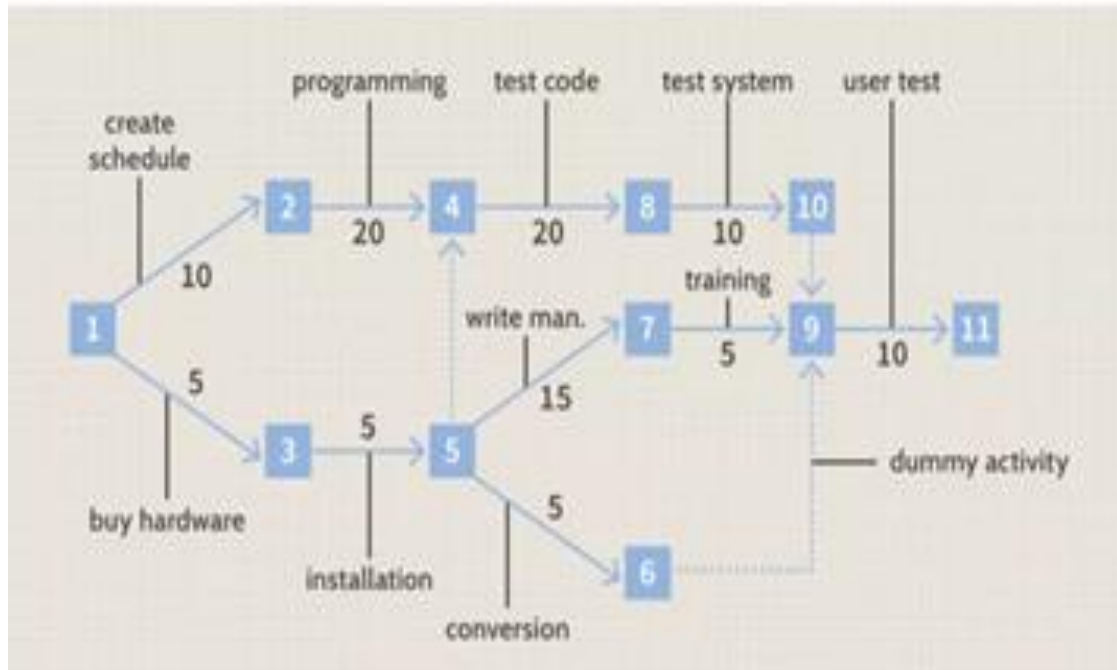 programming
test code
test system
user test
create
schedule
2
4
8
10
20
20
10
10
training
write man.
1
7
9
11
5
10
5
15
5
3
5
dummy activity
5
buy hardware
installation
6
conversion